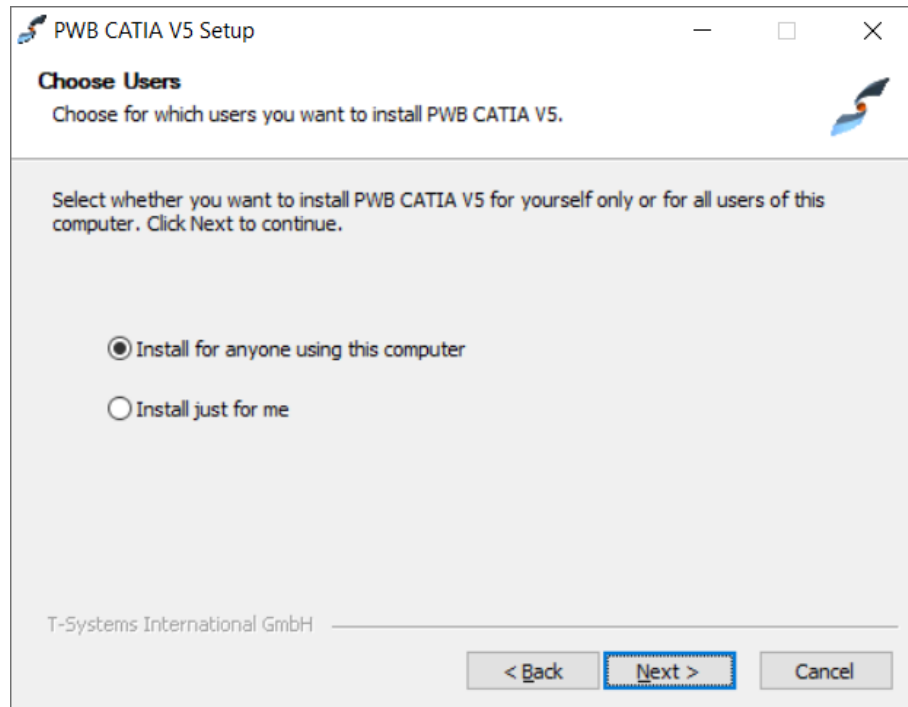 PWB CATIA V5 Setup
Choose Users
Choose for which users you want to install PWB CATIA V5.
Select whether you want to install PWB CATIA V5 for yourself only or for all users of this
computer. Click Next to continue.
Install for anyone using this computer
Install just for me
T-Systems International GmbH
< Back Next > Cancel